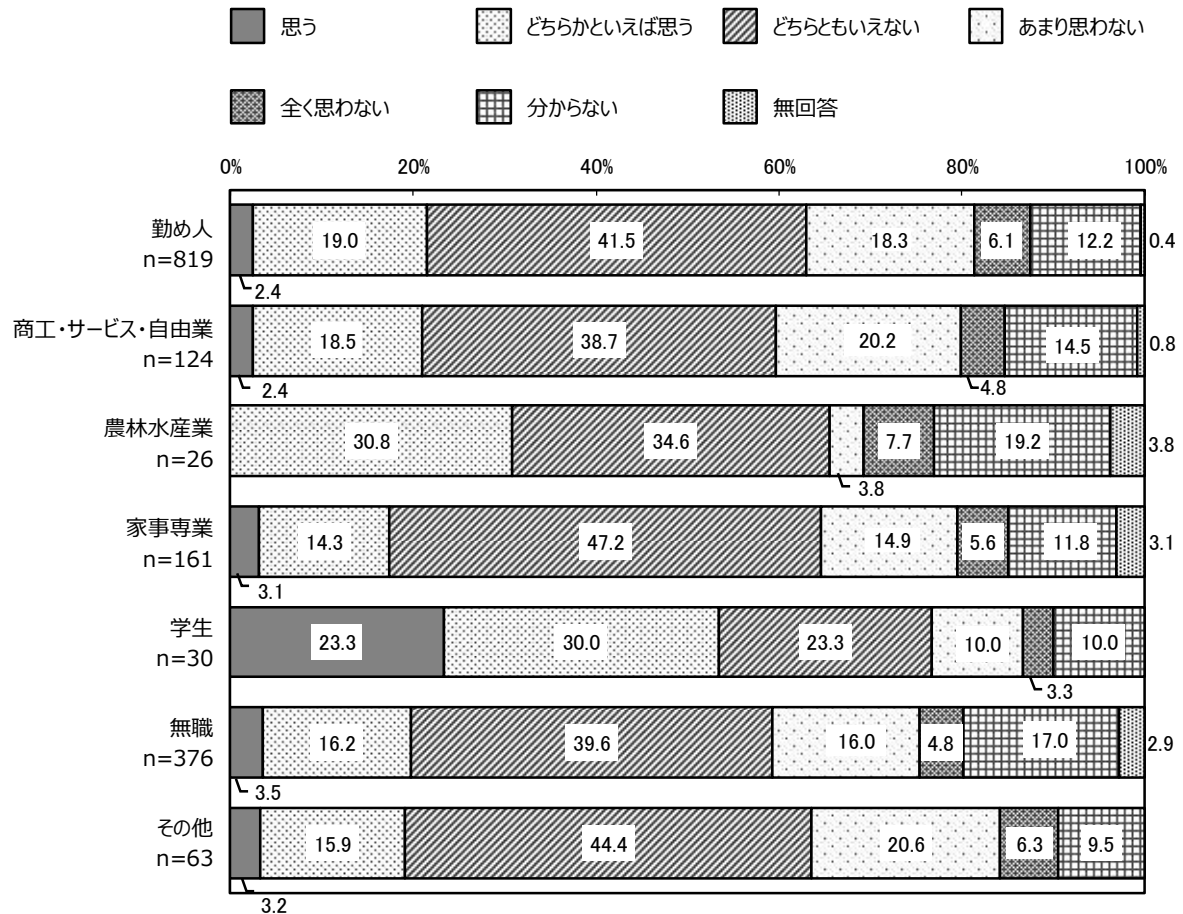 思う どちらかといえば思う どちらともいえない あまり思わない
全く思わない 分からない 無回答
0% 20% 40% 60% 80% 100%
勤め人
n=819
19.0 41.5 18.3 6.1 12.2 0.4
2.4
商工・サービス・自由業
n=124
18.5 38.7 20.2 14.5 0.8
2.4 4.8
農林水産業
n=26
30.8 34.6 7.7 19.2 3.8
3.8
家事専業
n=161
14.3 47.2 14.9 5.6 11.8 3.1
3.1
学生
n=30
23.3 30.0 23.3 10.0 10.0
3.3
無職
n=376
16.2 39.6 16.0 4.8 17.0 2.9
3.5
その他
n=63
15.9 44.4 20.6 6.3 9.5
3.2